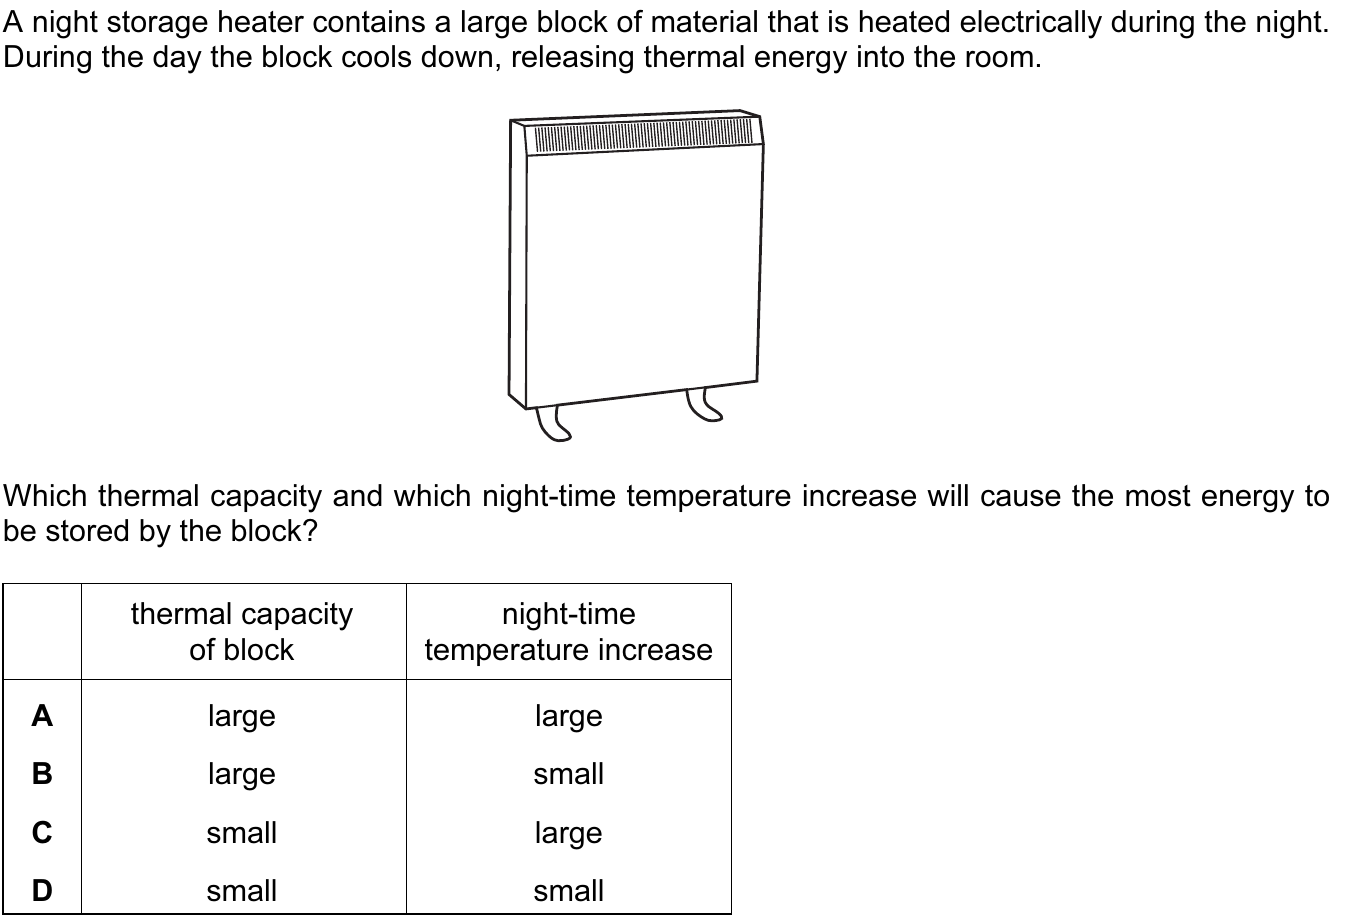 A night storage heater contains a large block of material that is heated electrically during the night.
During the day the block cools down, releasing thermal energy into the room.
Which thermal capacity and which night-time temperature increase will cause the most energy to
be stored by the block?
thermal capacity night-time
of block temperature increase
A large large
B large small
C small large
D small small